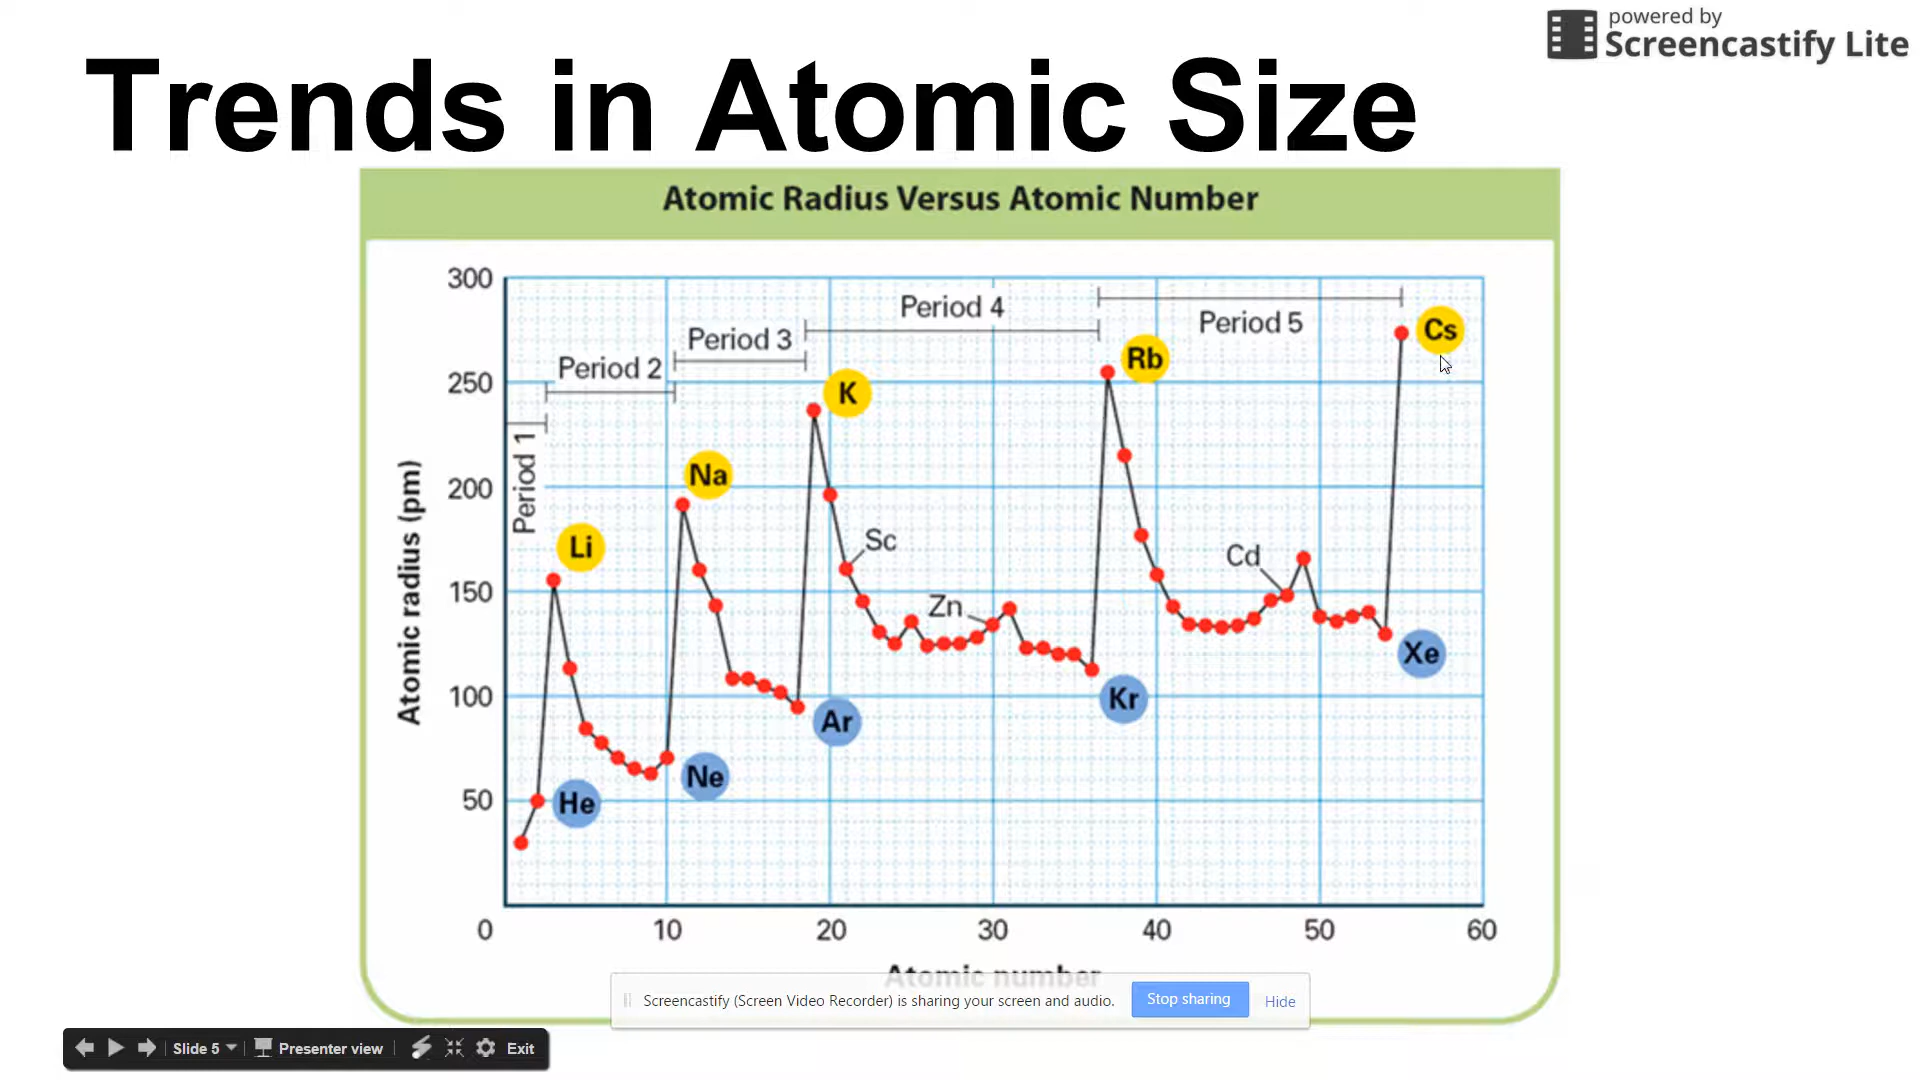 powered by
Screencastify Lite
Trends in Atomic Size
Atomic Radius Versus Atomic Number
300
250
200
150
100
50
0
10
20
30
40
50
60
Atomic radius (pm)
Atomic number
Period 1
Period 2
Period 3
Period 4
Period 5
Li
Na
K
Rb
Cs
Sc
Zn
Cd
He
Ne
Ar
Kr
Xe
Screencastify (Screen Video Recorder) is sharing your screen and audio. Stop sharing Hide
Slide 5 Presenter view Exit